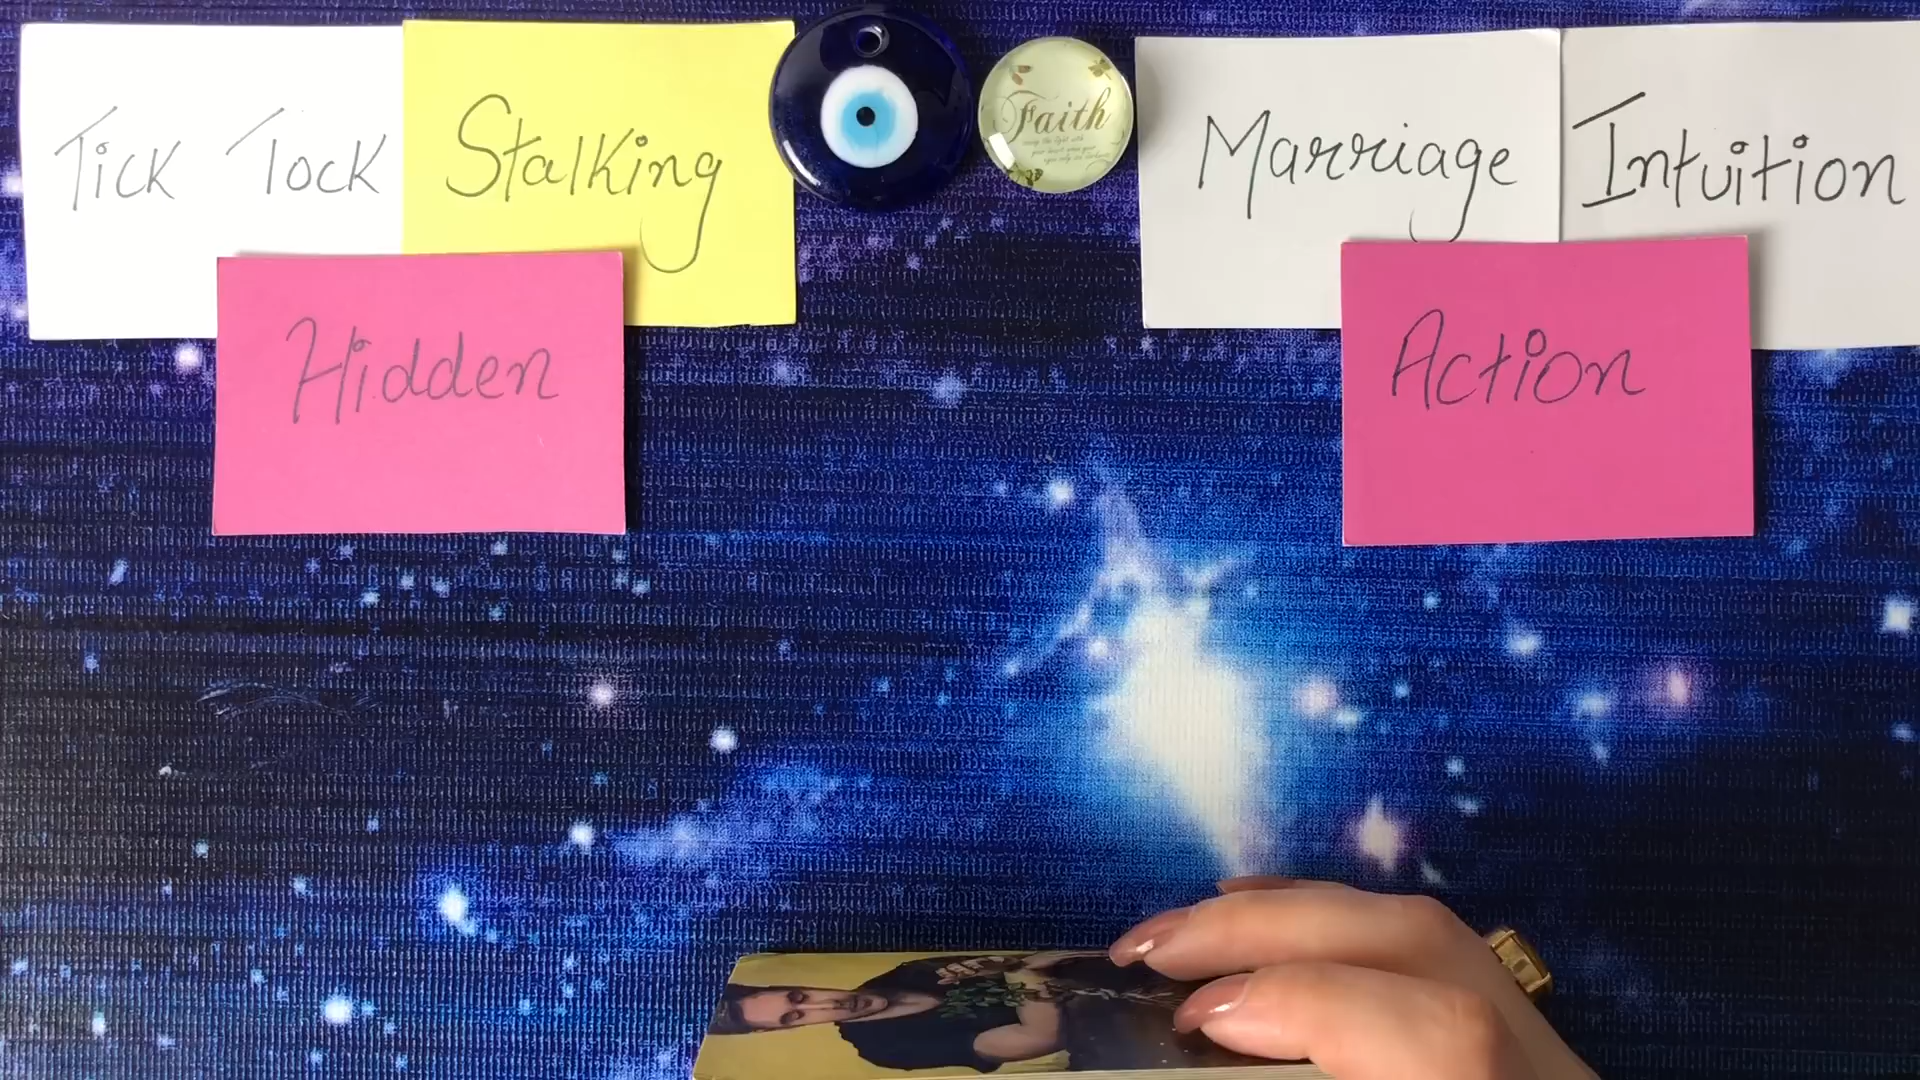 Tick Tock
Stalking
Hidden
Faith
Marriage
Intuition
Action